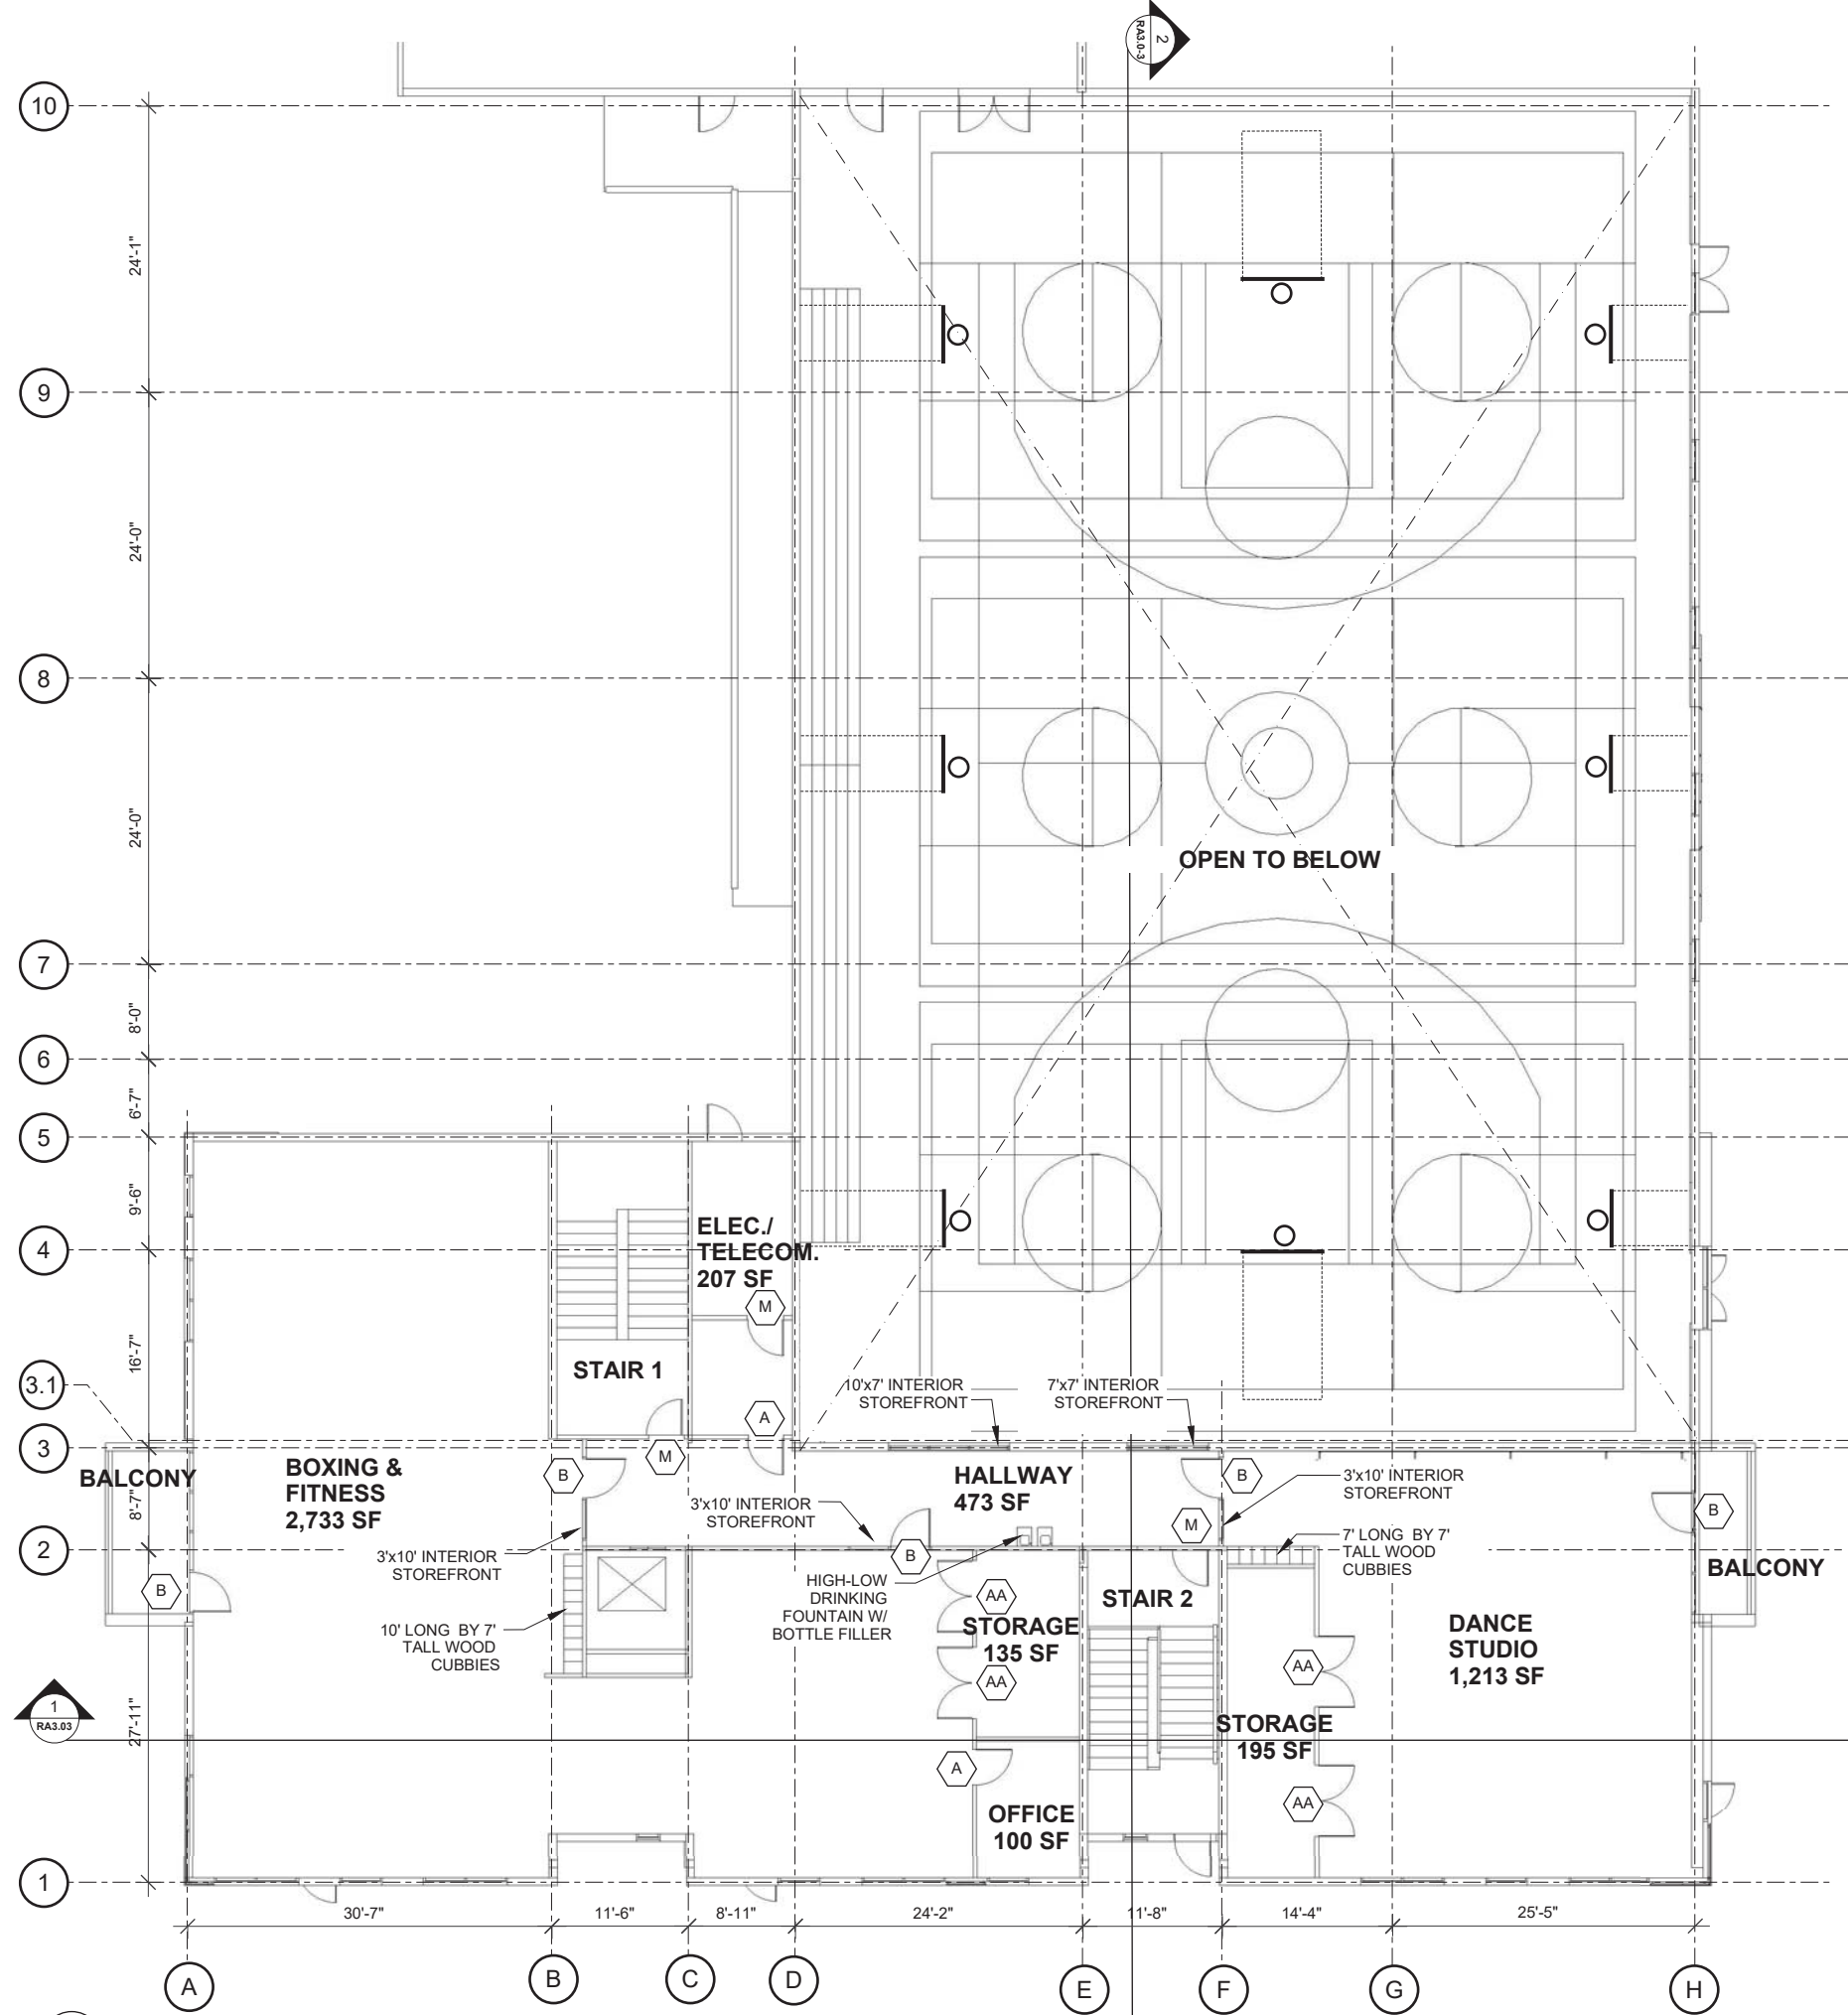 2
RA3.0-3
10
24'-1"
9
24'-0"
8
24'-0"
OPEN TO BELOW
7
8'-0"
6
6'-7"
5
9'-6"
ELEC./
TELECOM.
207 SF
4
M
16'-7"
STAIR 1
3.1
10'x7' INTERIOR
STOREFRONT
7'x7' INTERIOR
STOREFRONT
A
3
BALCONY
BOXING &
FITNESS
2,733 SF
B
M
HALLWAY
473 SF
B
3'x10' INTERIOR
STOREFRONT
8'-7"
3'x10' INTERIOR
STOREFRONT
M
B
2
3'x10' INTERIOR
STOREFRONT
B
7' LONG BY 7'
TALL WOOD
CUBBIES
BALCONY
B
HIGH-LOW
DRINKING
FOUNTAIN W/
BOTTLE FILLER
AA
STORAGE
135 SF
STAIR 2
10' LONG BY 7'
TALL WOOD
CUBBIES
DANCE
STUDIO
1,213 SF
AA
AA
1
RA3.03
27'-11"
STORAGE
195 SF
A
AA
OFFICE
100 SF
1
30'-7"
11'-6"
8'-11"
24'-2"
11'-8"
14'-4"
25'-5"
A
B
C
D
E
F
G
H